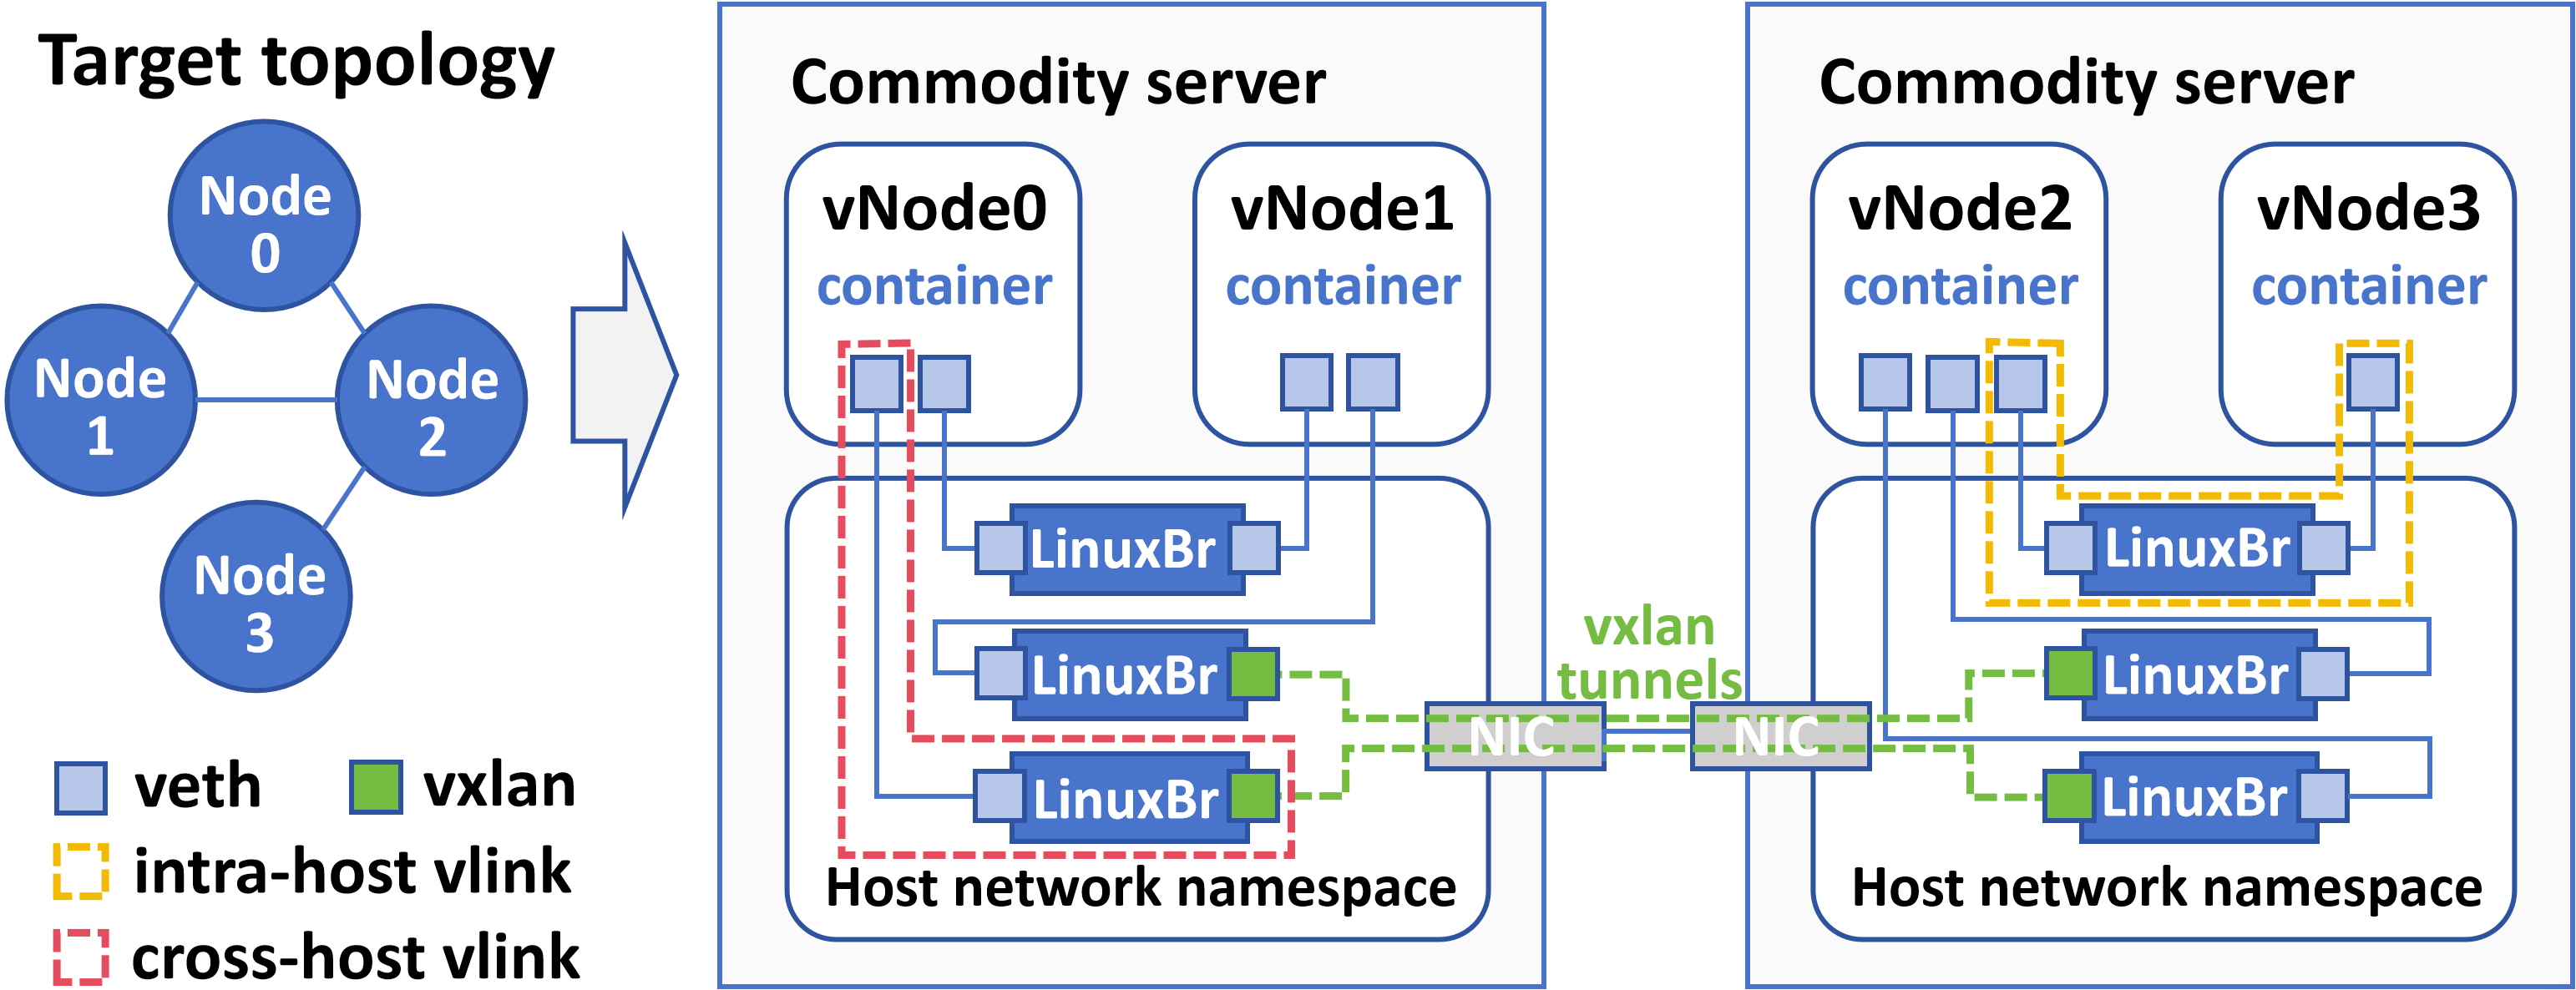 Target topology
Node
0
Node
1
Node
2
Node
3
veth
vxlan
intra-host vlink
cross-host vlink
Commodity server
vNode0
container
vNode1
container
LinuxBr
LinuxBr
LinuxBr
Host network namespace
vxlan
tunnels
NIC
NIC
Commodity server
vNode2
container
vNode3
container
LinuxBr
LinuxBr
LinuxBr
Host network namespace